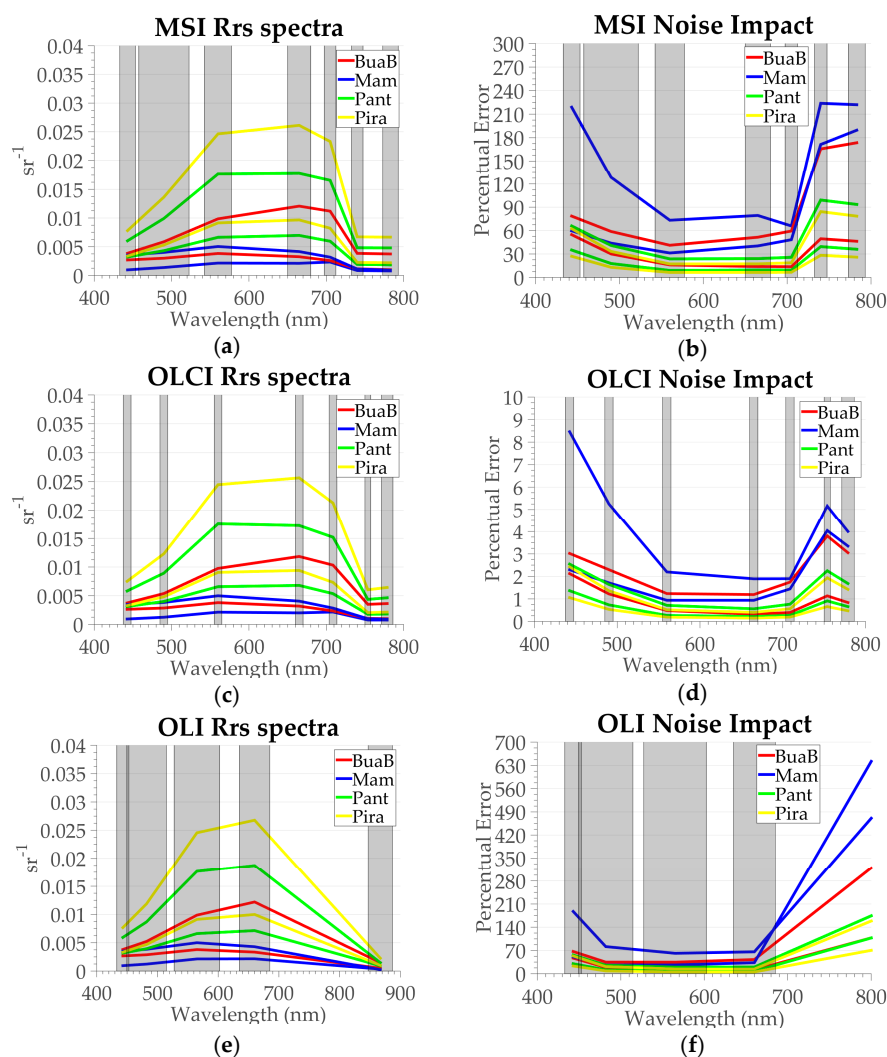 MSI Rrs spectra
0.04
0.035
0.03
0.025
0.02
0.015
0.01
0.005
0
sr-1
BuaB
Mam
Pant
Pira
400 500 600 700 800
Wavelength (nm)
(a)
MSI Noise Impact
300
270
240
210
180
150
120
90
60
30
0
Percentual Error
BuaB
Mam
Pant
Pira
400 500 600 700 800
Wavelength (nm)
(b)
OLCI Rrs spectra
0.04
0.035
0.03
0.025
0.02
0.015
0.01
0.005
0
sr-1
BuaB
Mam
Pant
Pira
400 500 600 700 800
Wavelength (nm)
(c)
OLCI Noise Impact
10
9
8
7
6
5
4
3
2
1
0
Percentual Error
BuaB
Mam
Pant
Pira
400 500 600 700 800
Wavelength (nm)
(d)
OLI Rrs spectra
0.04
0.035
0.03
0.025
0.02
0.015
0.01
0.005
0
sr-1
BuaB
Mam
Pant
Pira
400 500 600 700 800 900
Wavelength (nm)
(e)
OLI Noise Impact
700
630
560
490
420
350
280
210
140
70
0
Percentual Error
BuaB
Mam
Pant
Pira
400 500 600 700 800
Wavelength (nm)
(f)